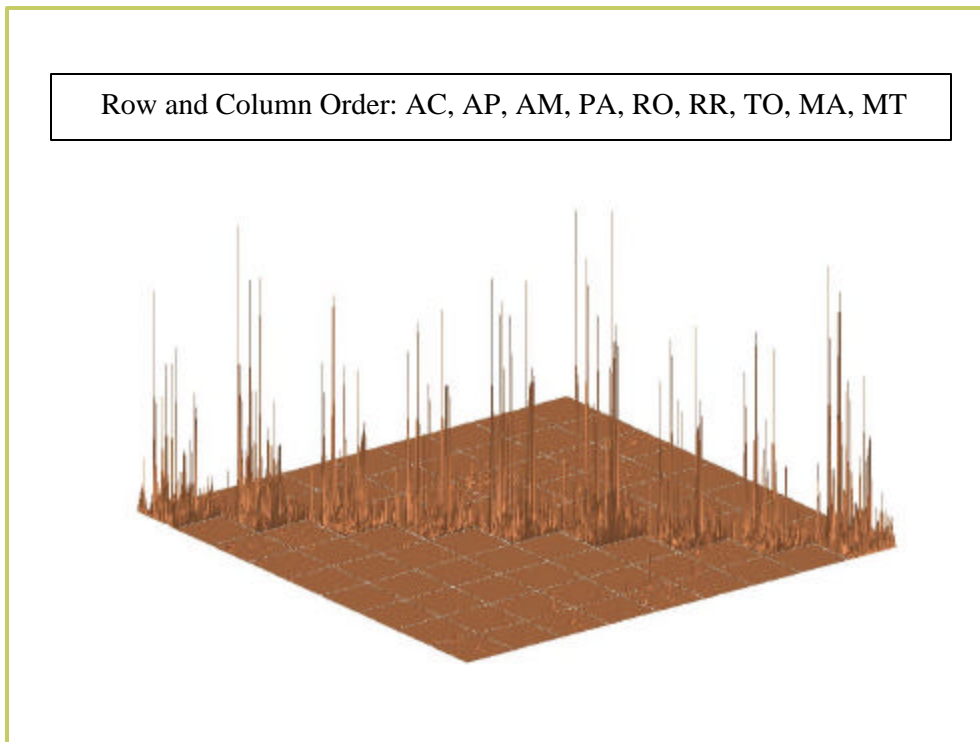 Row and Column Order: AC, AP, AM, PA, RO, RR, TO, MA, MT